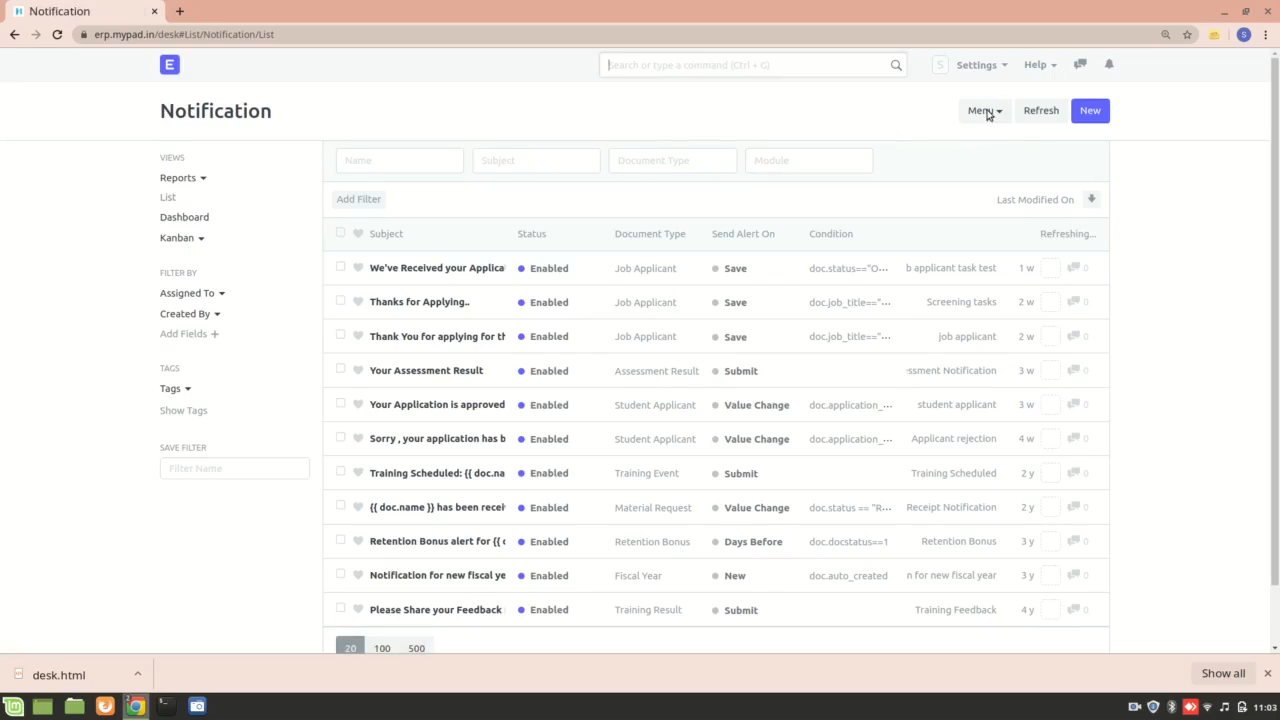 Notification
erp.mypad.in/desk#List/Notification/List
S
E
Search or type a command (Ctrl + G)
S
Settings
Help
Notification
Menu
Refresh
New
VIEWS
Reports
List
Dashboard
Kanban
FILTER BY
Assigned To
Created By
Add Fields +
TAGS
Tags
Show Tags
SAVE FILTER
Filter Name
Name
Subject
Document Type
Module
Add Filter
Last Modified On
Subject Status Document Type Send Alert On Condition Refreshing...
We've Received your Applica Enabled Job Applicant Save doc.status=="O... b applicant task test 1 w 0
Thanks for Applying.. Enabled Job Applicant Save doc.job_title=="... Screening tasks 2 w 0
Thank You for applying for th Enabled Job Applicant Save doc.job_title=="... job applicant 2 w 0
Your Assessment Result Enabled Assessment Result Submit ssment Notification 3 w 0
Your Application is approved Enabled Student Applicant Value Change doc.application_... student applicant 3 w 0
Sorry , your application has b Enabled Student Applicant Value Change doc.application_... Applicant rejection 4 w 0
Training Scheduled: {{ doc.na Enabled Training Event Submit Training Scheduled 2 y 0
{{ doc.name }} has been recei Enabled Material Request Value Change doc.status == "R... Receipt Notification 2 y 0
Retention Bonus alert for {{ Enabled Retention Bonus Days Before doc.docstatus==1 Retention Bonus 3 y 0
Notification for new fiscal ye Enabled Fiscal Year New doc.auto_created n for new fiscal year 3 y 0
Please Share your Feedback Enabled Training Result Submit Training Feedback 4 y 0
20 100 500
desk.html
Show all
11:03